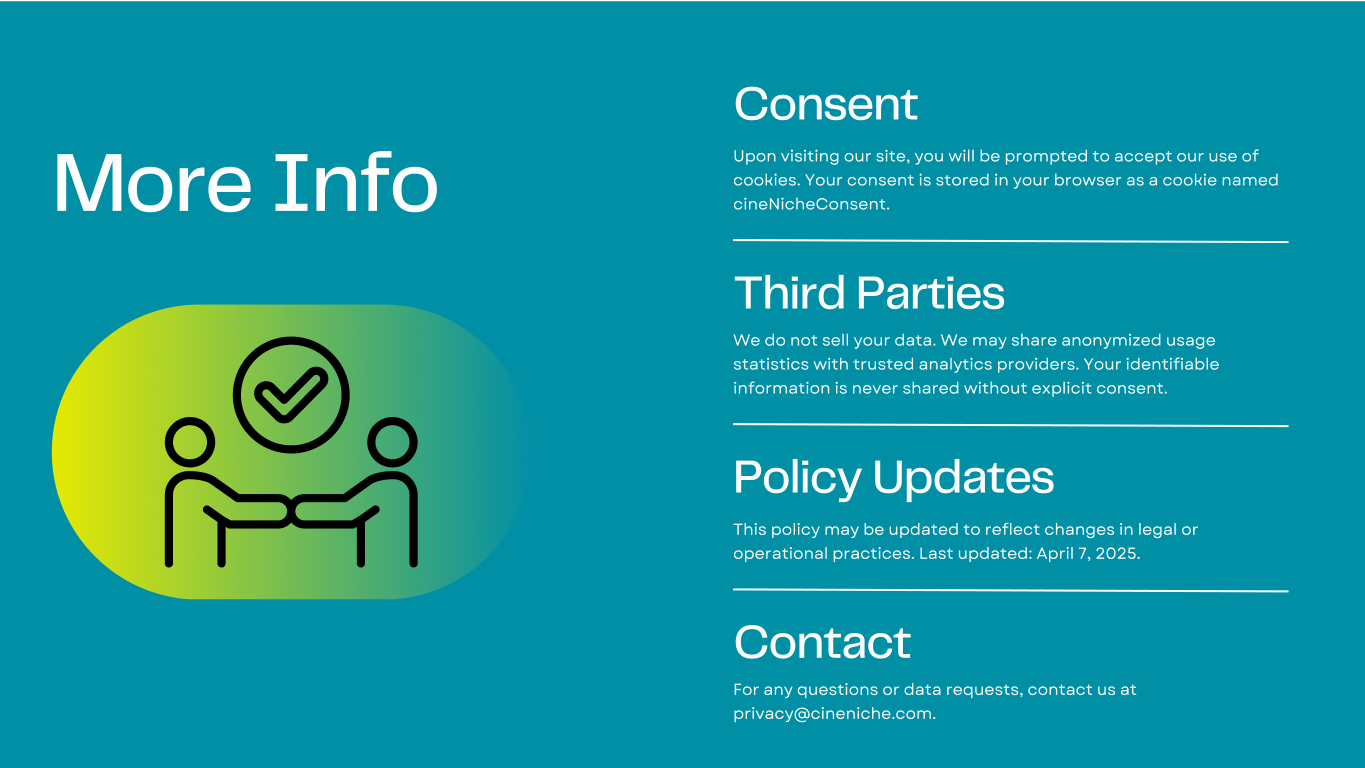 More Info
Consent
Upon visiting our site, you will be prompted to accept our use of
cookies. Your consent is stored in your browser as a cookie named
cineNicheConsent.
Third Parties
We do not sell your data. We may share anonymized usage
statistics with trusted analytics providers. Your identifiable
information is never shared without explicit consent.
Policy Updates
This policy may be updated to reflect changes in legal or
operational practices. Last updated: April 7, 2025.
Contact
For any questions or data requests, contact us at
privacy@cineniche.com.